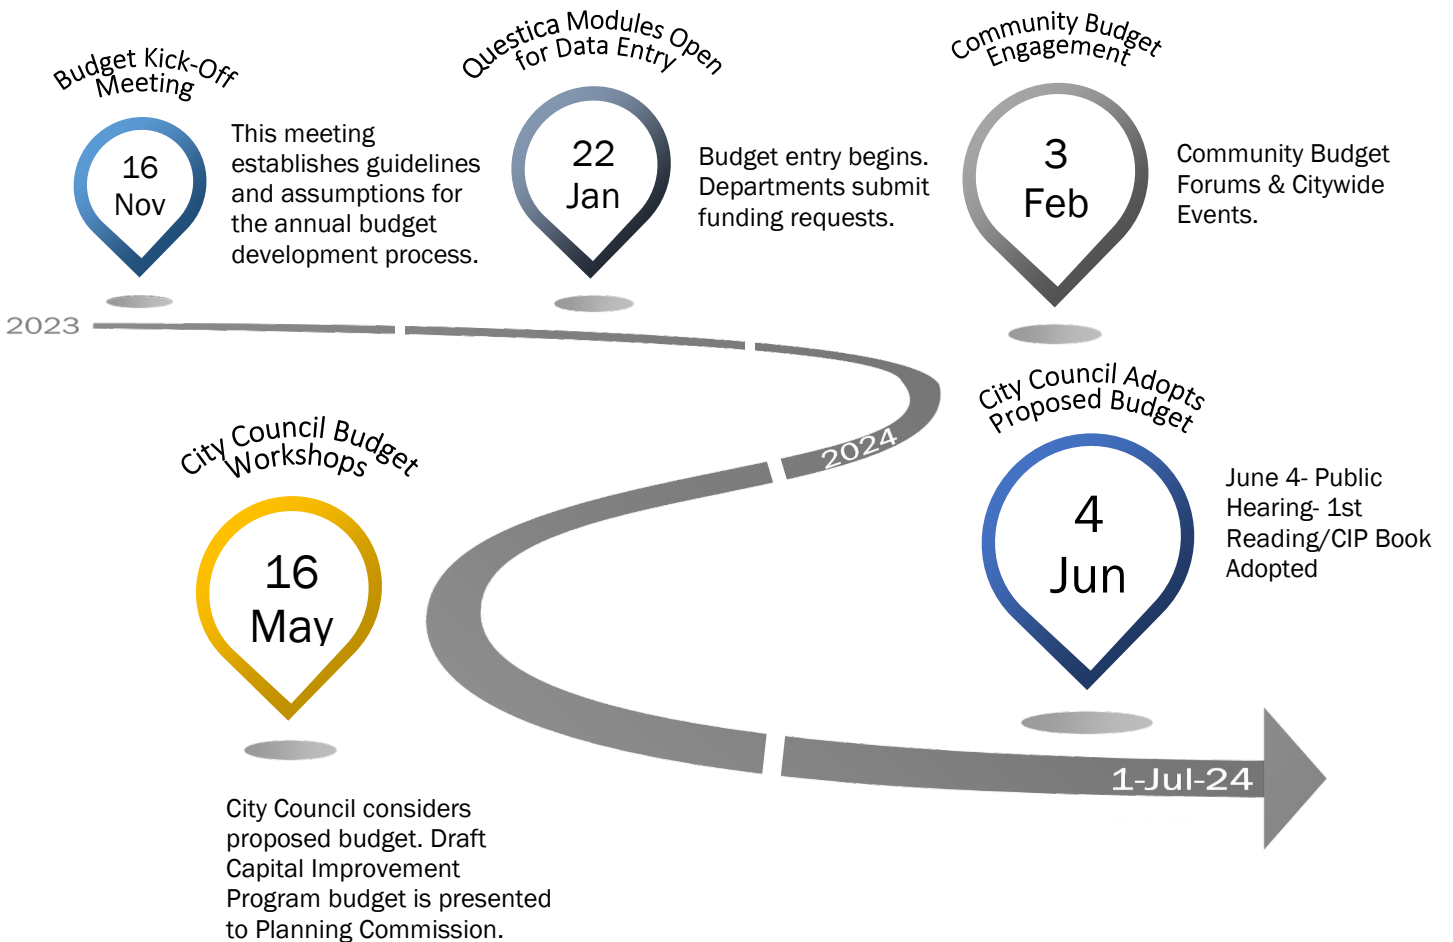 Budget Kick-Off
Meeting
16
Nov
This meeting
establishes guidelines
and assumptions for
the annual budget
development process.
Questica Modules Open
for Data Entry
22
Jan
Budget entry begins.
Departments submit
funding requests.
Community Budget
Engagement
3
Feb
Community Budget
Forums & Citywide
Events.
2023
2024
City Council Budget
Workshops
16
May
City Council considers
proposed budget. Draft
Capital Improvement
Program budget is presented
to Planning Commission.
City Council Adopts
Proposed Budget
4
Jun
June 4- Public
Hearing- 1st
Reading/CIP Book
Adopted
1-Jul-24